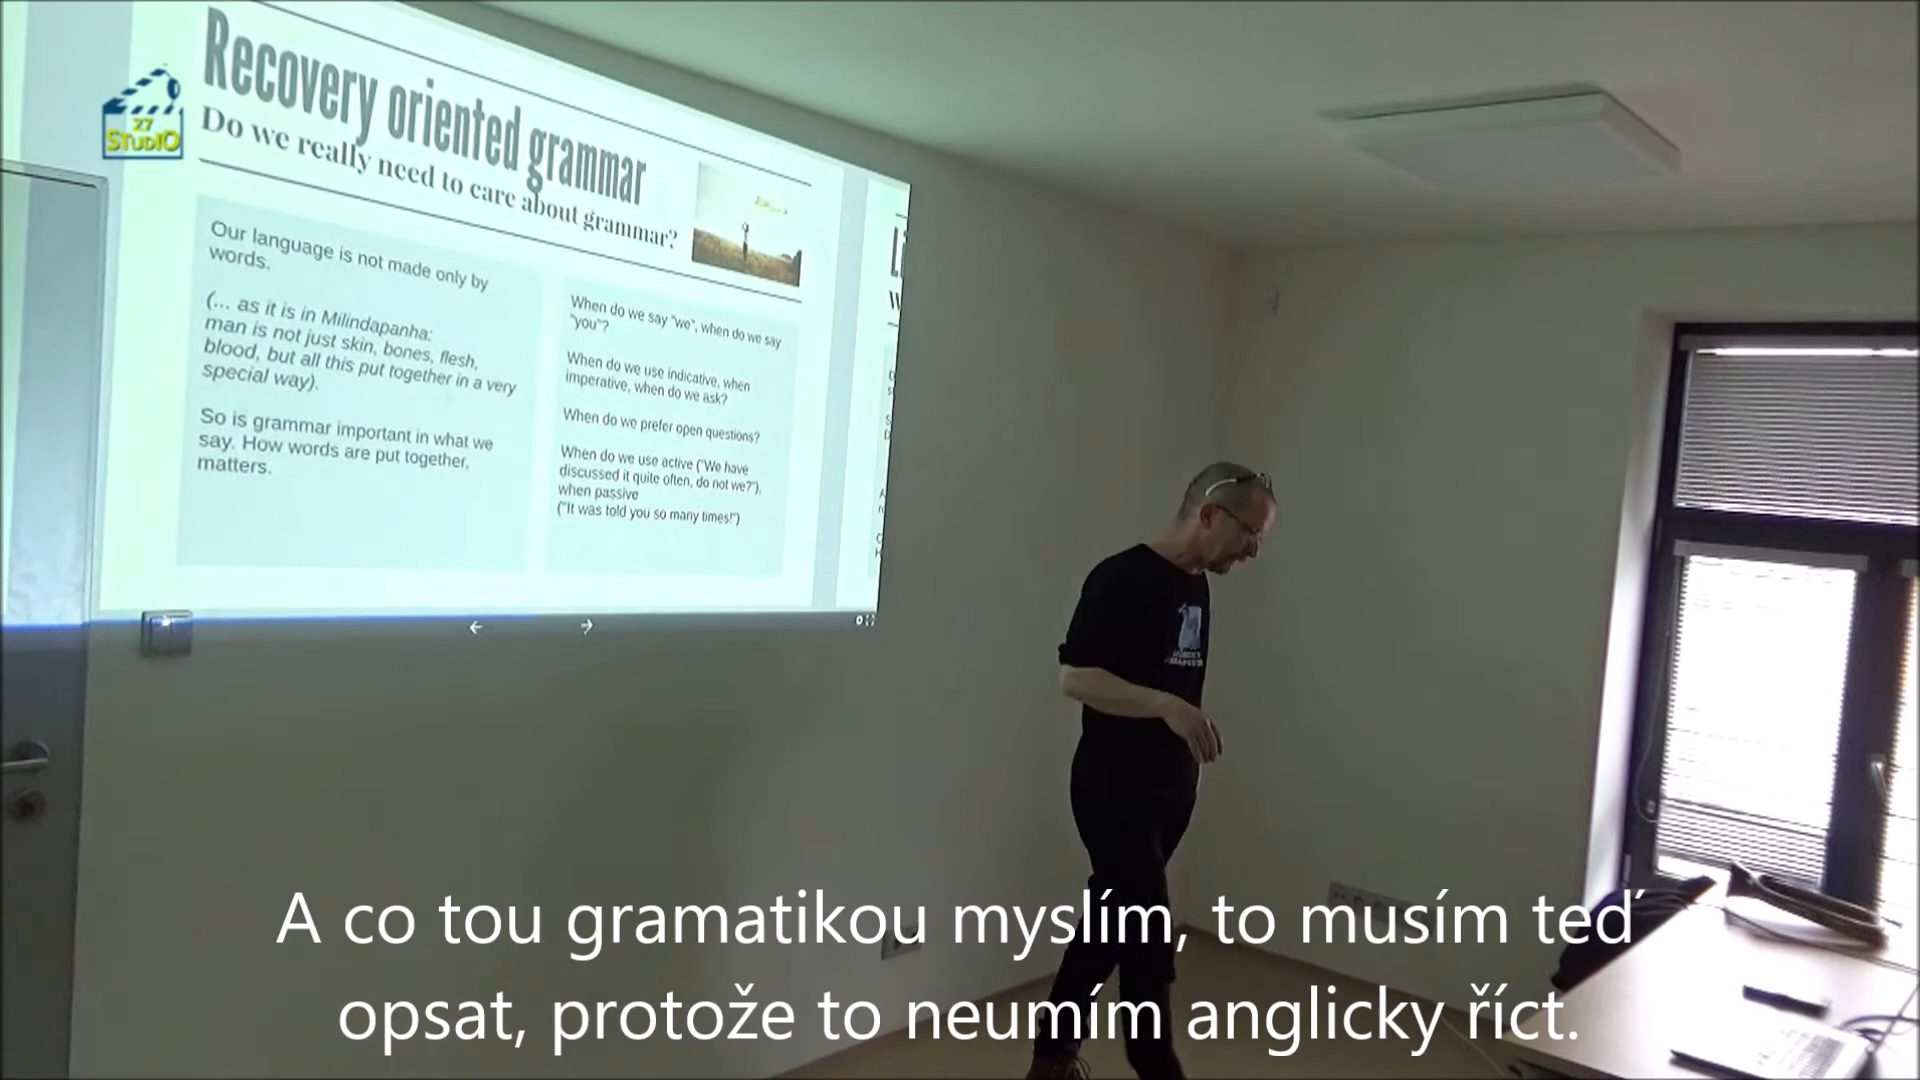 27
STUDIO
Recovery oriented grammar
Do we really need to care about grammar?
Our language is not made only by
words.
(... as it is in Milindapanha:
man is not just skin, bones, flesh,
blood, but all this put together in a very
special way).
So is grammar important in what we
say. How words are put together,
matters.
When do we say "we", when do we say
"you"?
When do we use indicative, when
imperative, when do we ask?
When do we prefer open questions?
When do we use active ("We have
discussed it quite often, do not we?"),
when passive
("It was told you so many times!")
A co tou gramatikou myslím, to musím teď
opsat, protože to neumím anglicky říct.